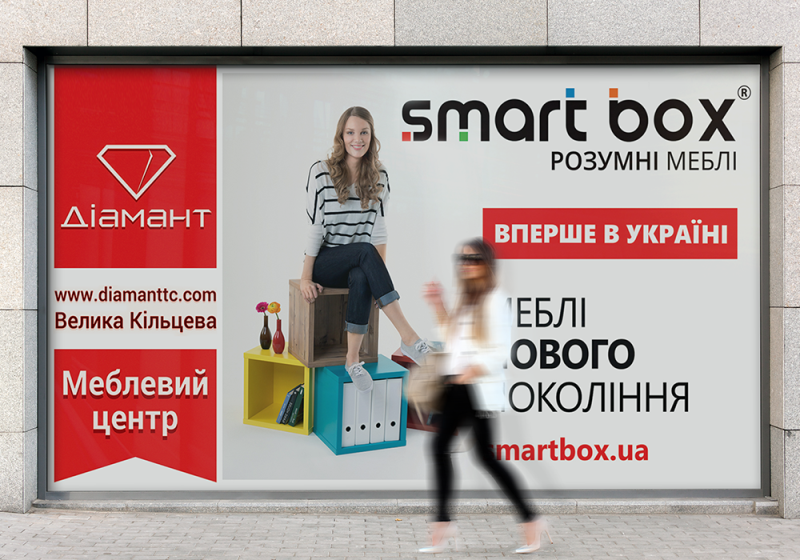 Діамант
www.diamanttc.com
Велика Кільцева
Меблевий
центр
smart box®
РОЗУМНІ МЕБЛІ
ВПЕРШЕ В УКРАЇНІ
ЕБЛІ
ОВОГО
ОКОЛІННЯ
smartbox.ua